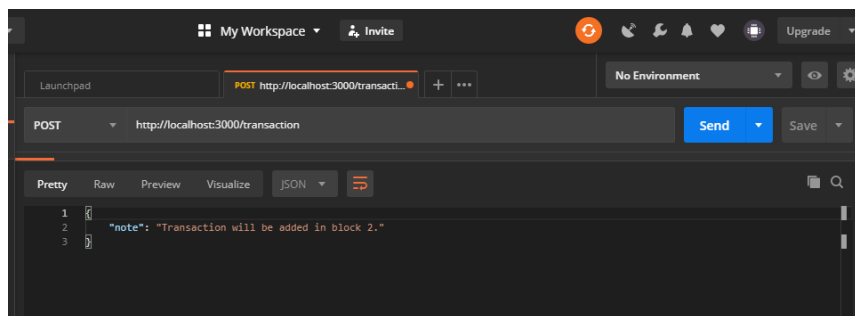 My Workspace
Invite
Upgrade
Launchpad
POST http://localhost:3000/transacti...
No Environment
POST
http://localhost:3000/transaction
Send
Save
Pretty Raw Preview Visualize JSON
1 {
2 "note": "Transaction will be added in block 2."
3 }